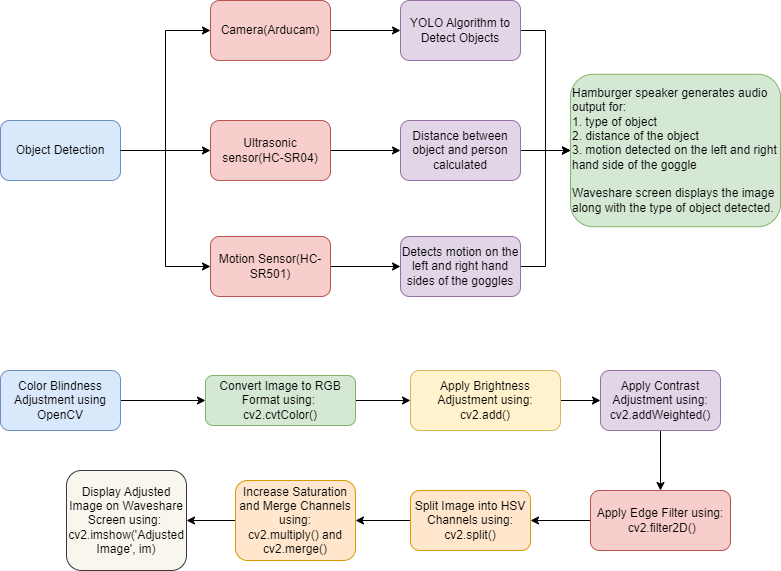 Camera(Arducam)
YOLO Algorithm to
Detect Objects
Object Detection
Ultrasonic
sensor(HC-SR04)
Distance between
object and person
calculated
Hamburger speaker generates audio
output for:
1. type of object
2. distance of the object
3. motion detected on the left and right
hand side of the goggle
Waveshare screen displays the image
along with the type of object detected.
Motion Sensor(HC-
SR501)
Detects motion on the
left and right hand
sides of the goggles
Color Blindness
Adjustment using
OpenCV
Convert Image to RGB
Format using:
cv2.cvtColor()
Apply Brightness
Adjustment using:
cv2.add()
Apply Contrast
Adjustment using:
cv2.addWeighted()
Apply Edge Filter using:
cv2.filter2D()
Split Image into HSV
Channels using:
cv2.split()
Increase Saturation
and Merge Channels
using:
cv2.multiply() and
cv2.merge()
Display Adjusted
Image on Waveshare
Screen using:
cv2.imshow('Adjusted
Image', im)